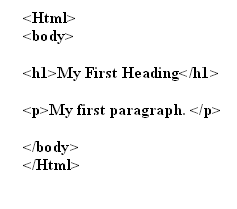 <Html>
<body>
<h1>My First Heading</h1>
<p>My first paragraph. </p>
</body>
</Html>